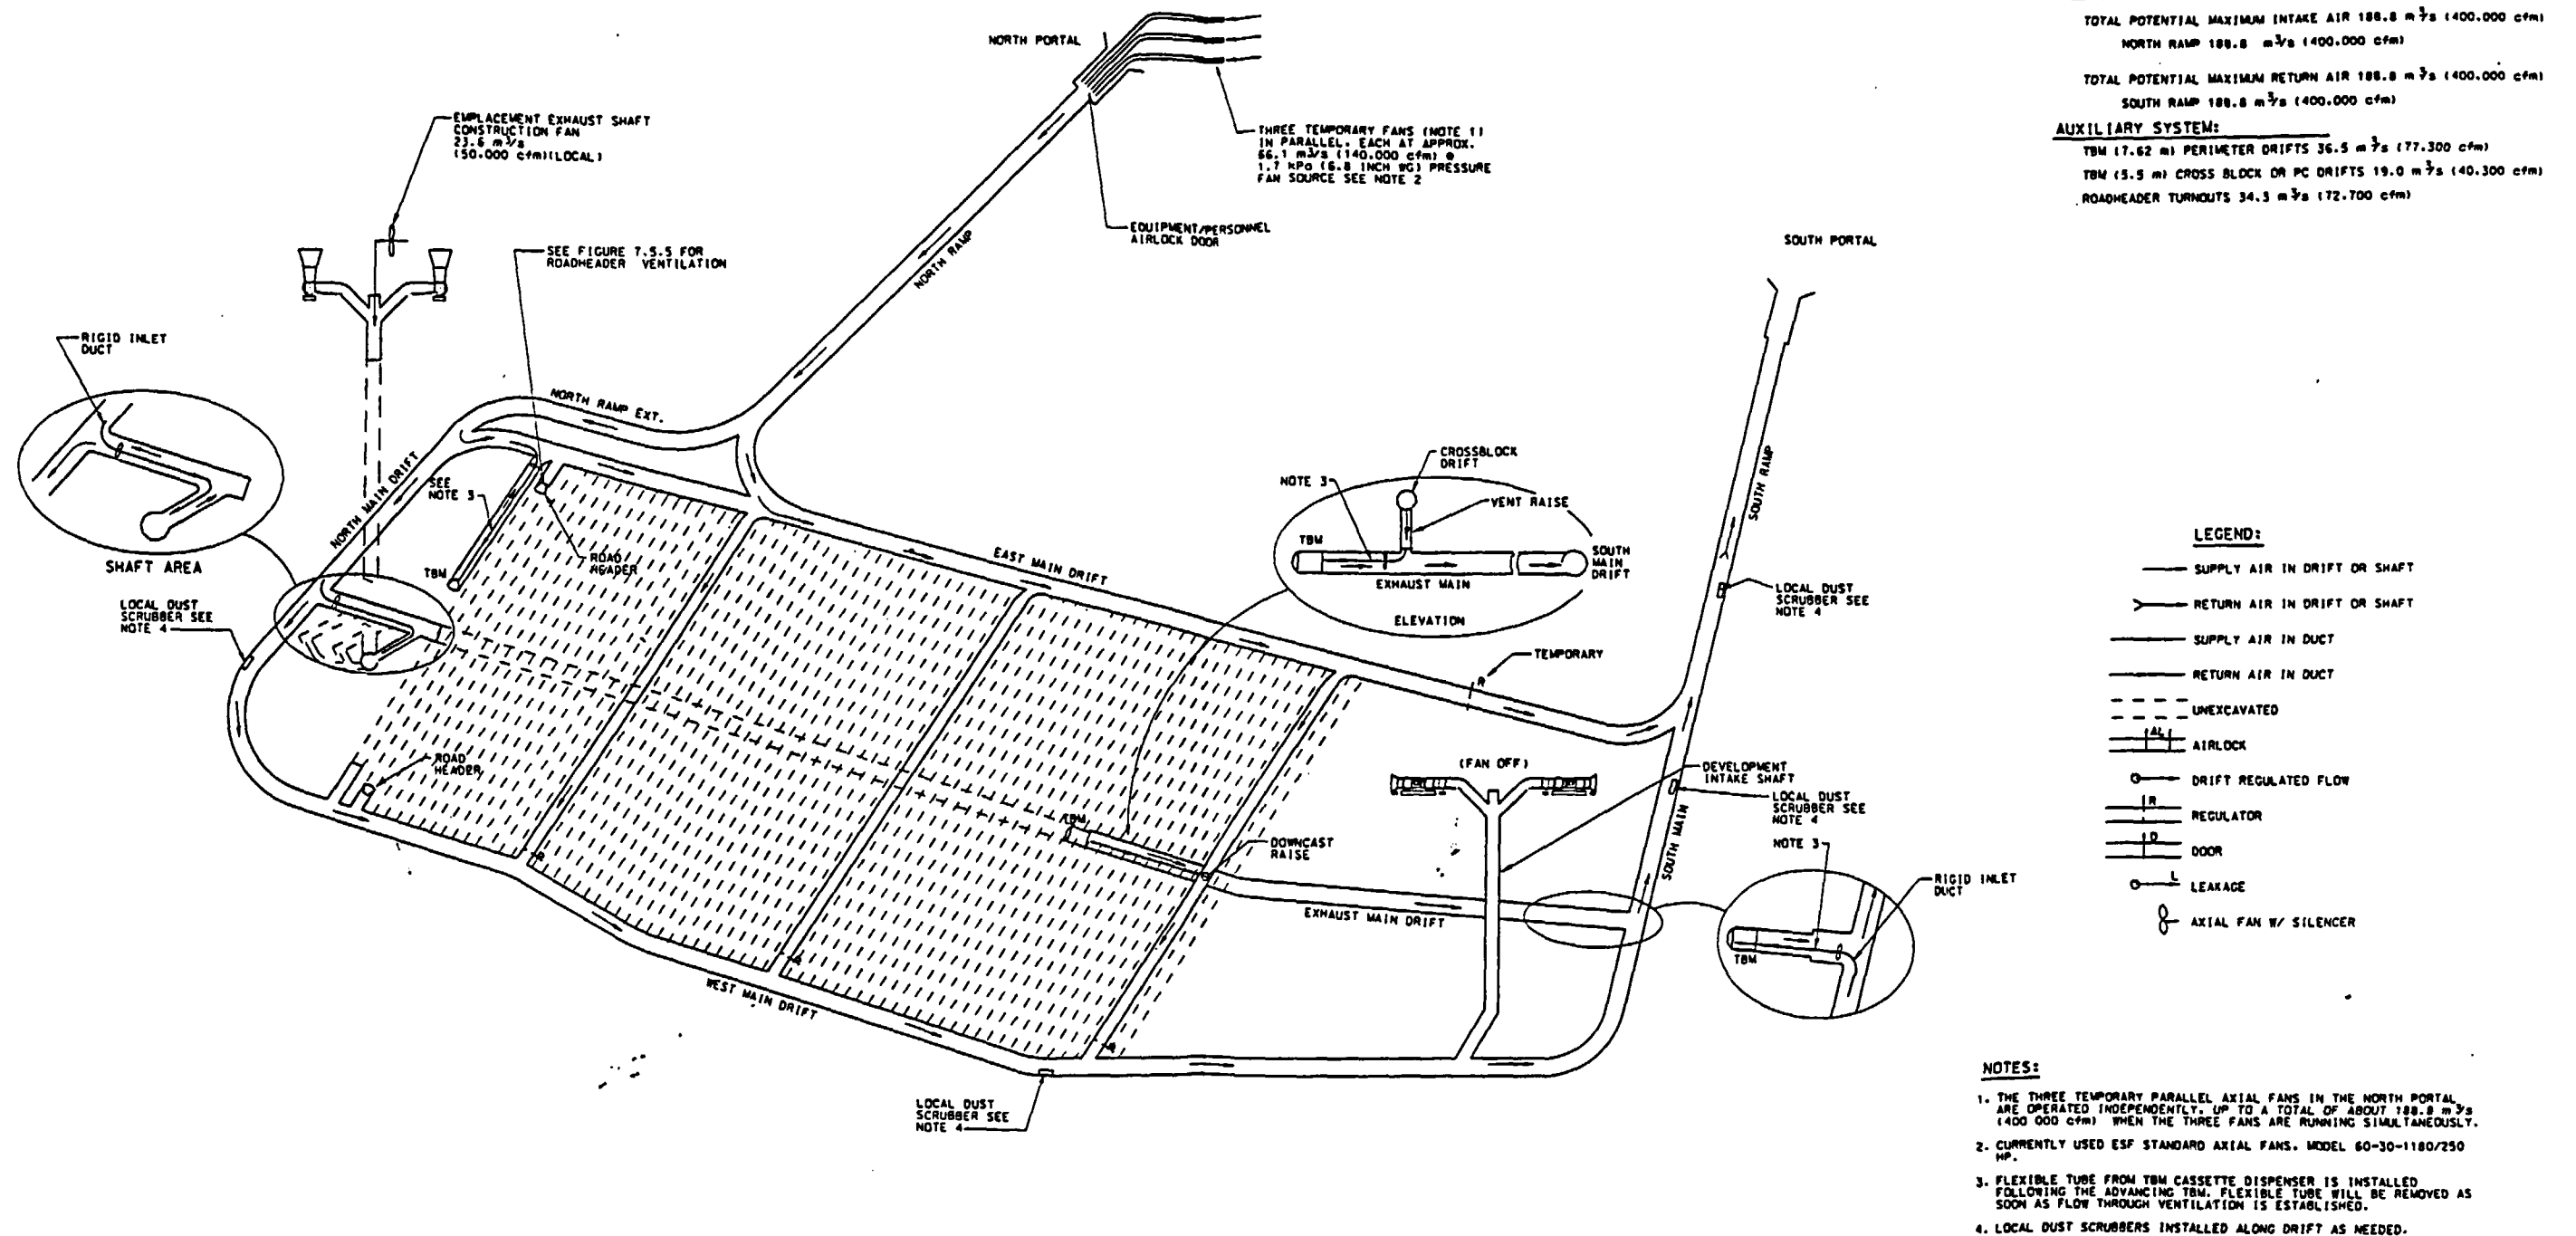 TOTAL POTENTIAL MAXIMUM INTAKE AIR 188.8 m³/s (400.000 cfm)
NORTH RAMP 188.8 m³/s (400.000 cfm)
TOTAL POTENTIAL MAXIMUM RETURN AIR 188.8 m³/s (400.000 cfm)
SOUTH RAMP 188.8 m³/s (400.000 cfm)
AUXILIARY SYSTEM:
TBM (7.62 m) PERIMETER DRIFTS 36.5 m³/s (77.300 cfm)
TBM (5.5 m) CROSS BLOCK OR PC DRIFTS 19.0 m³/s (40.300 cfm)
ROADHEADER TURNOUTS 34.3 m³/s (72.700 cfm)
NORTH PORTAL
EMPLACEMENT EXHAUST SHAFT
CONSTRUCTION FAN
23.6 m³/s
(50.000 cfm)(LOCAL)
THREE TEMPORARY FANS (NOTE 1)
IN PARALLEL. EACH AT APPROX.
66.1 m³/s (140.000 cfm) @
1.7 kPa (6.8 INCH WG) PRESSURE
FAN SOURCE SEE NOTE 2
EQUIPMENT/PERSONNEL
AIRLOCK DOOR
SEE FIGURE 7.5.5 FOR
ROADHEADER VENTILATION
NORTH RAMP
SOUTH PORTAL
RIGID INLET
DUCT
NORTH RAMP EXT.
NORTH MAIN DRIFT
SEE
NOTE 3
TBM
ROAD
HEADER
SHAFT AREA
LOCAL DUST
SCRUBBER SEE
NOTE 4
EAST MAIN DRIFT
CROSSBLOCK
DRIFT
NOTE 3
VENT RAISE
TBM
SOUTH
MAIN
DRIFT
EXHAUST MAIN
ELEVATION
SOUTH RAMP
LOCAL DUST
SCRUBBER SEE
NOTE 4
TEMPORARY
R
ROAD
HEADER
(FAN OFF)
DEVELOPMENT
INTAKE SHAFT
LOCAL DUST
SCRUBBER SEE
NOTE 4
SOUTH MAIN
TBM
DOWNCAST
RAISE
R
EXHAUST MAIN DRIFT
NOTE 3
RIGID INLET
DUCT
TBM
R
WEST MAIN DRIFT
R
LOCAL DUST
SCRUBBER SEE
NOTE 4
LEGEND:
SUPPLY AIR IN DRIFT OR SHAFT
RETURN AIR IN DRIFT OR SHAFT
SUPPLY AIR IN DUCT
RETURN AIR IN DUCT
UNEXCAVATED
AL
AIRLOCK
DRIFT REGULATED FLOW
R
REGULATOR
D
DOOR
L
LEAKAGE
AXIAL FAN W/ SILENCER
NOTES:
1. THE THREE TEMPORARY PARALLEL AXIAL FANS IN THE NORTH PORTAL
ARE OPERATED INDEPENDENTLY. UP TO A TOTAL OF ABOUT 188.8 m³/s
(400 000 cfm) WHEN THE THREE FANS ARE RUNNING SIMULTANEOUSLY.
2. CURRENTLY USED ESF STANDARD AXIAL FANS. MODEL 60-30-1180/250
HP.
3. FLEXIBLE TUBE FROM TBM CASSETTE DISPENSER IS INSTALLED
FOLLOWING THE ADVANCING TBM. FLEXIBLE TUBE WILL BE REMOVED AS
SOON AS FLOW THROUGH VENTILATION IS ESTABLISHED.
4. LOCAL DUST SCRUBBERS INSTALLED ALONG DRIFT AS NEEDED.